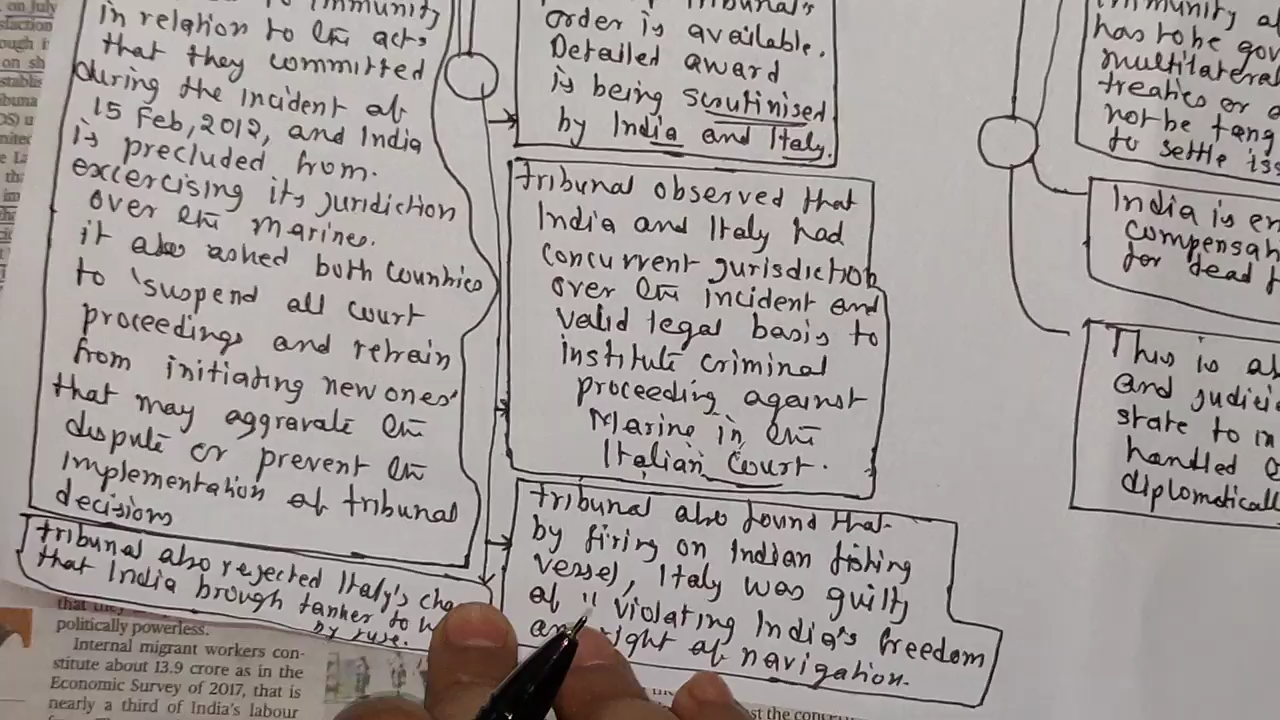 immunity
in relation to the acts
that they committed
during the incident of
15 Feb, 2012, and India
is precluded from.
excercising its juridiction
over the marines.
it also ashed both Countries
to 'suspend all court
proceedings and refrain
from initiating new ones'
that may aggravate the
dispute or prevent the
implementation of tribunal
decisions
tribunal also rejected Italy's
that India brough tanker to
by ruse.
order is available.
Detailed award
is being scrutinised
by India and Italy.
tribunal observed that
India and Italy had
concurrent jurisdiction
over the incident and
valid legal basis to
institute criminal
proceeding against
Marine in the
Italian Court.
tribunal also found that
by firing on Indian fishing
vessel, Italy was guilty
of "violating India's freedom
and right of navigation.
has to be
multilateral
treaties or
not be
to settle
India is
for dead
This is
and
state to
handled
diplomatically
on July
politically powerless.
Internal migrant workers con-
stitute about 13.9 crore as in the
Economic Survey of 2017, that is
nearly a third of India's labour